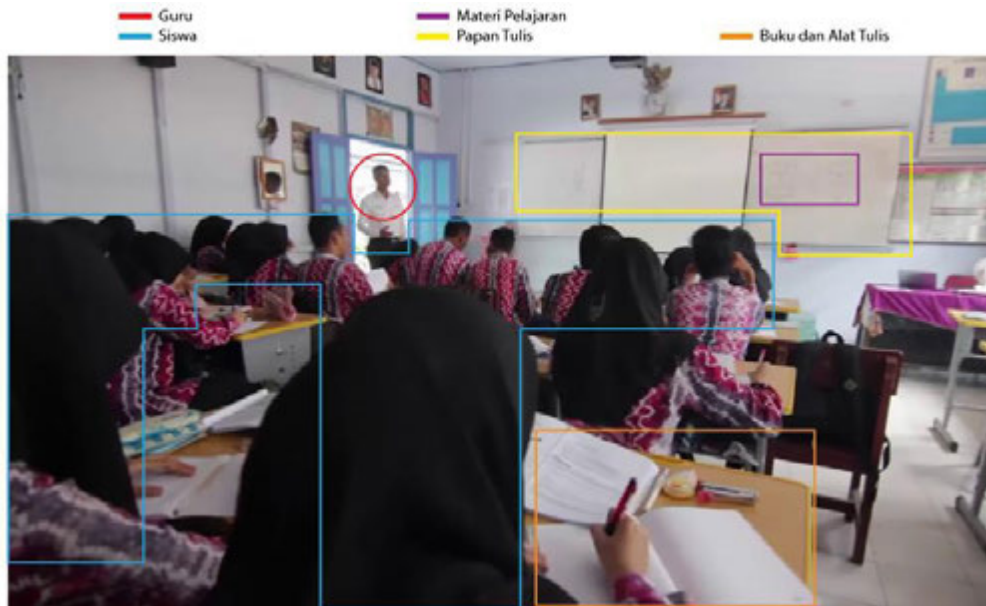 Guru
Materi Pelajaran
Siswa
Papan Tulis
Buku dan Alat Tulis